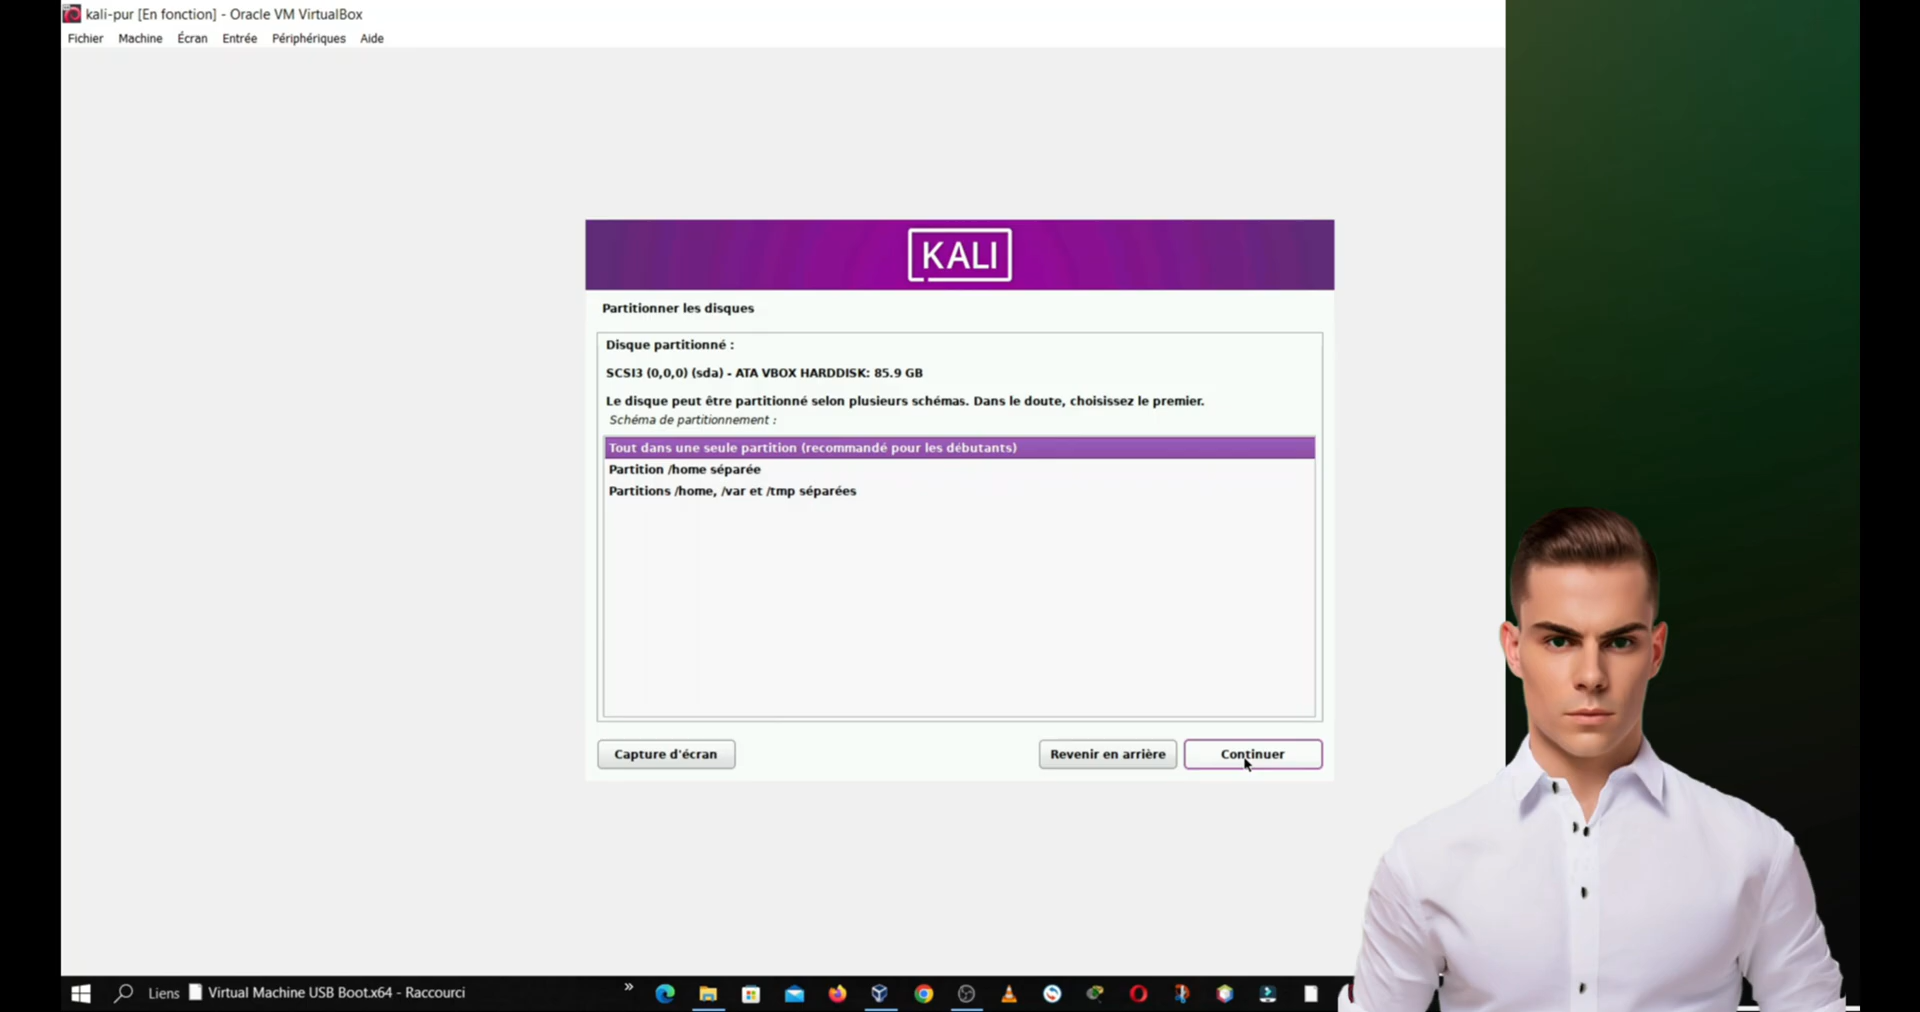 kali-pur [En fonction] - Oracle VM VirtualBox
Fichier Machine Écran Entrée Périphériques Aide
KALI
Partitionner les disques
Disque partitionné :
SCSI3 (0,0,0) (sda) - ATA VBOX HARDDISK: 85.9 GB
Le disque peut être partitionné selon plusieurs schémas. Dans le doute, choisissez le premier.
Schéma de partitionnement :
Tout dans une seule partition (recommandé pour les débutants)
Partition /home séparée
Partitions /home, /var et /tmp séparées
Capture d'écran Revenir en arrière Continuer
Liens Virtual Machine USB Boot.x64 - Raccourci »